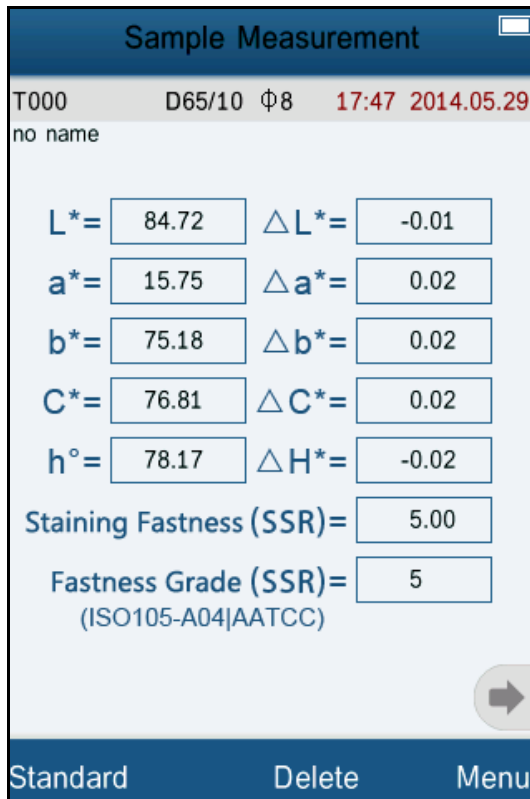 Sample Measurement
T000 D65/10 Φ8 17:47 2014.05.29
no name
L*= 84.72 △L*= -0.01
a*= 15.75 △a*= 0.02
b*= 75.18 △b*= 0.02
C*= 76.81 △C*= 0.02
h°= 78.17 △H*= -0.02
Staining Fastness (SSR)= 5.00
Fastness Grade (SSR)= 5
(ISO105-A04|AATCC)
Standard Delete Menu